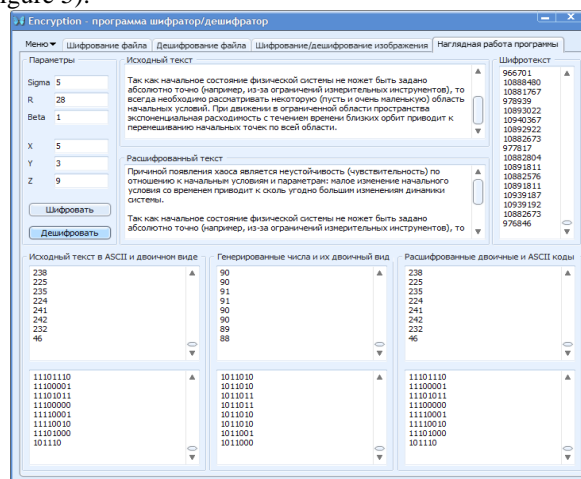 gure 3).
Encryption - программа шифратор/дешифратор
Меню Шифрование файла Дешифрование файла Шифрование/дешифрование изображения Наглядная работа программы
Параметры
Sigma 5
R 28
Beta 1
X 5
Y 3
Z 9
Шифровать
Дешифровать
Исходный текст
Так как начальное состояние физической системы не может быть задано
абсолютно точно (например, из-за ограничений измерительных инструментов), то
всегда необходимо рассматривать некоторую (пусть и очень маленькую) область
начальных условий. При движении в ограниченной области пространства
экспоненциальная расходимость с течением времени близких орбит приводит к
перемешиванию начальных точек по всей области.
Расшифрованный текст
Причиной появления хаоса является неустойчивость (чувствительность) по
отношению к начальным условиям и параметрам: малое изменение начального
условия со временем приводит к сколь угодно большим изменениям динамики
системы.
Так как начальное состояние физической системы не может быть задано
абсолютно точно (например, из-за ограничений измерительных инструментов), то
Шифротекст
966701
10888480
10881767
978939
10893022
10940367
10892922
10882673
977817
10882804
10891811
10882576
10891811
10939187
10939192
10882673
976846
Исходный текст в ASCII и двоичном виде
238
225
235
224
241
242
232
46
11101110
11100001
11101011
11100000
11110001
11110010
11101000
101110
Генерированные числа и их двоичный вид
90
90
91
91
90
90
89
88
1011010
1011010
1011011
1011011
1011010
1011010
1011001
1011000
Расшифрованные двоичные и ASCII коды
238
225
235
224
241
242
232
46
11101110
11100001
11101011
11100000
11110001
11110010
11101000
101110